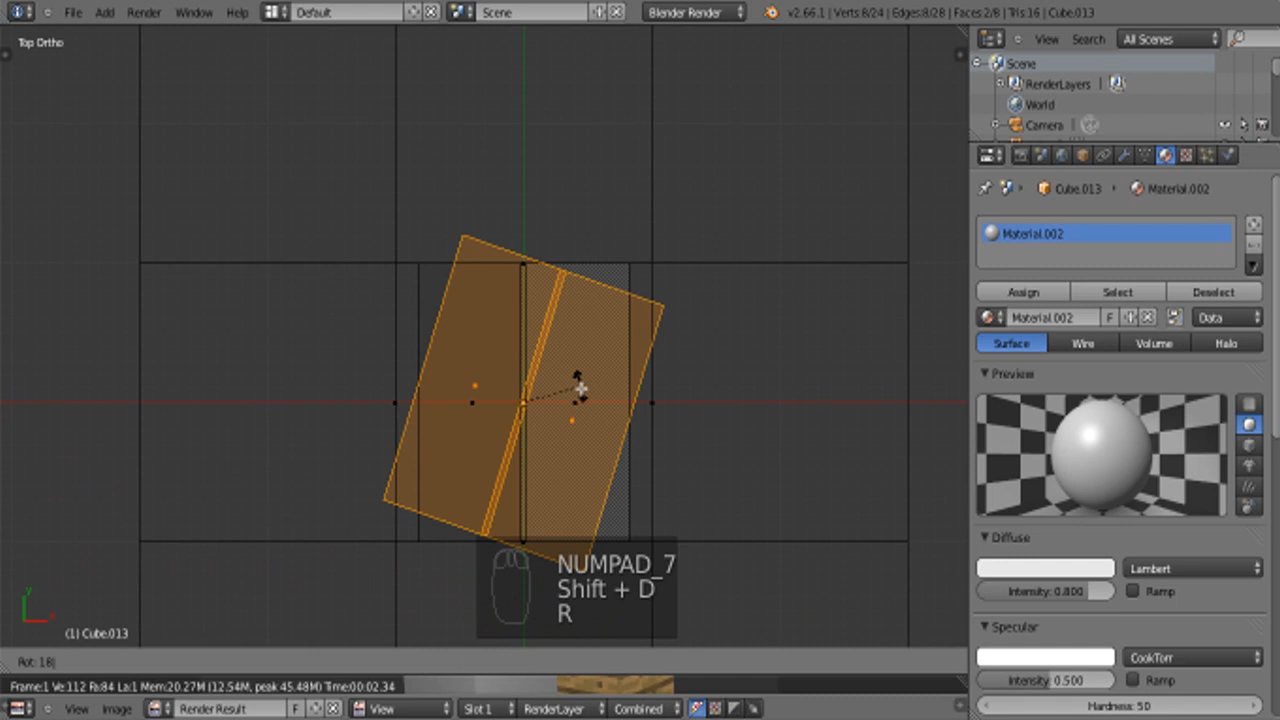 File Add Render Window Help Default Scene Blender Render v2.66.1 | Verts:8/24 | Edges:8/28 | Faces:2/8 | Tris:16 | Cube.013
Top Ortho
View Search All Scenes
Scene
RenderLayers |
World
Camera |
Cube.013 Material.002
Material.002
Assign Select Deselect
Material.002 F Data
Surface Wire Volume Halo
Preview
Diffuse
Lambert
Intensity: 0.800 Ramp
Specular
CookTorr
Intensity: 0.500 Ramp
Hardness: 50
NUMPAD_7
Shift + D
R
y
x
(1) Cube.013
Rot: 18|
Frame:1 Ve:112 Fa:84 La:1 Mem:20.27M (12.54M, peak 45.48M) Time:00:02.34
View Image Render Result F View Slot 1 RenderLayer Combined